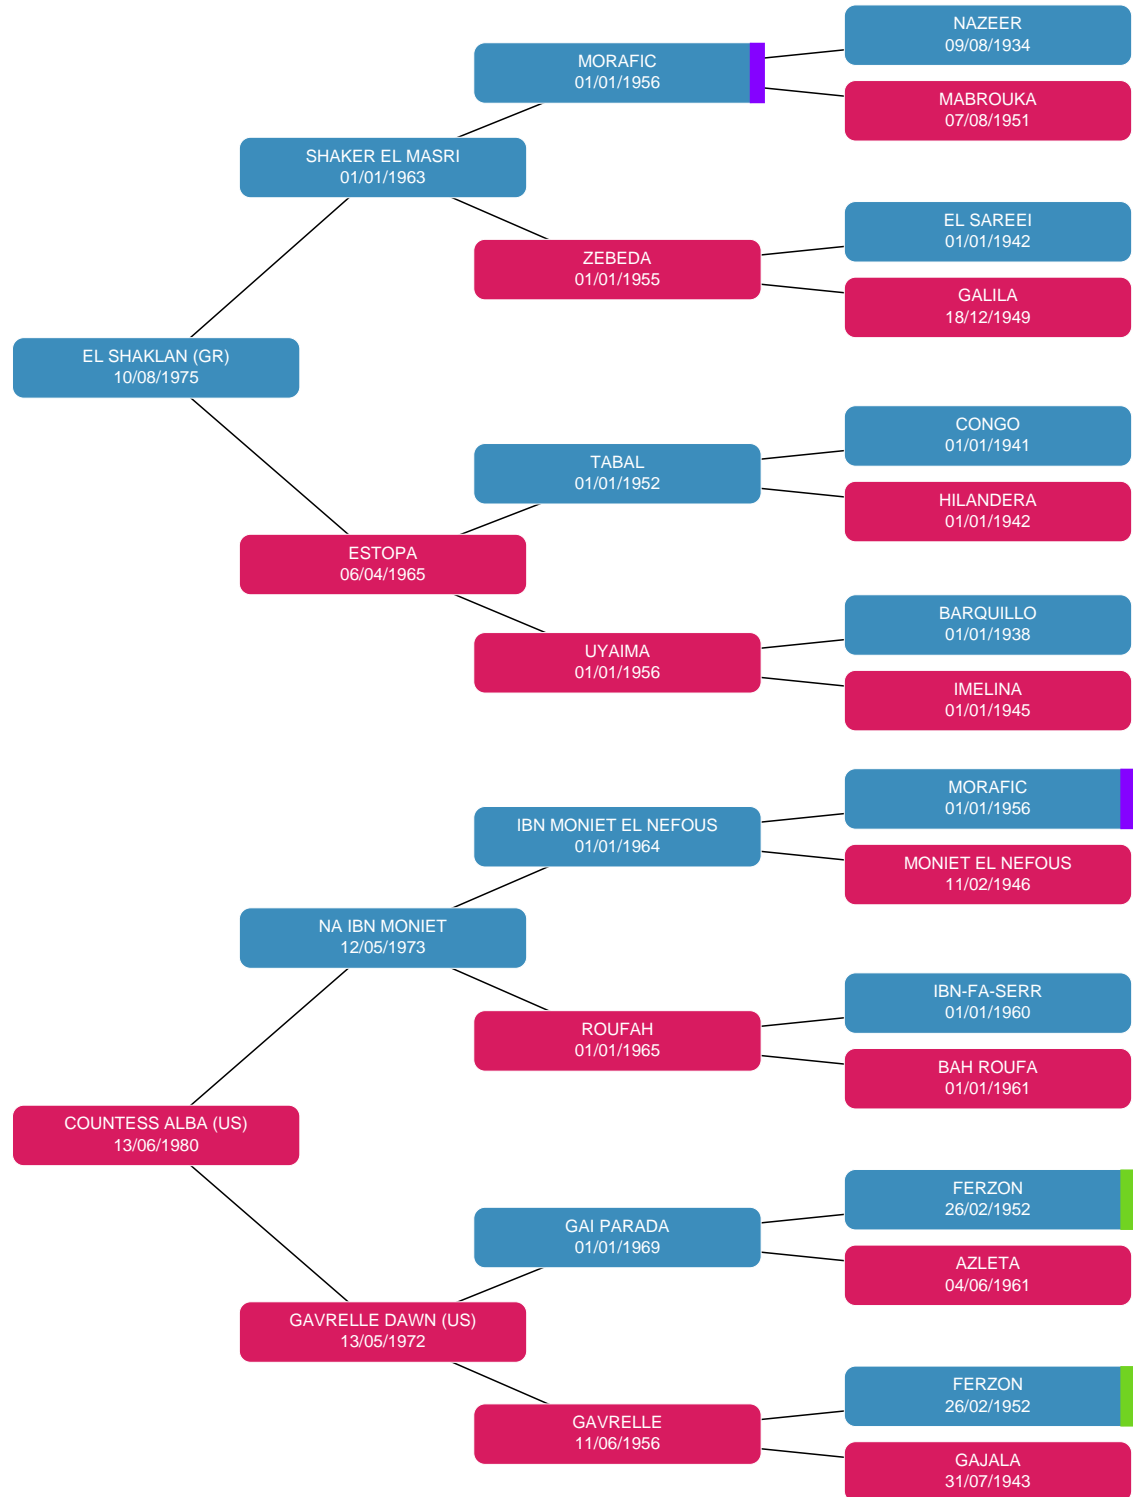 NAZEER
09/08/1934
MORAFIC
01/01/1956
MABROUKA
07/08/1951
SHAKER EL MASRI
01/01/1963
EL SAREEI
01/01/1942
ZEBEDA
01/01/1955
GALILA
18/12/1949
EL SHAKLAN (GR)
10/08/1975
CONGO
01/01/1941
TABAL
01/01/1952
HILANDERA
01/01/1942
ESTOPA
06/04/1965
BARQUILLO
01/01/1938
UYAIMA
01/01/1956
IMELINA
01/01/1945
MORAFIC
01/01/1956
IBN MONIET EL NEFOUS
01/01/1964
MONIET EL NEFOUS
11/02/1946
NA IBN MONIET
12/05/1973
IBN-FA-SERR
01/01/1960
ROUFAH
01/01/1965
BAH ROUFA
01/01/1961
COUNTESS ALBA (US)
13/06/1980
FERZON
26/02/1952
GAI PARADA
01/01/1969
AZLETA
04/06/1961
GAVRELLE DAWN (US)
13/05/1972
FERZON
26/02/1952
GAVRELLE
11/06/1956
GAJALA
31/07/1943